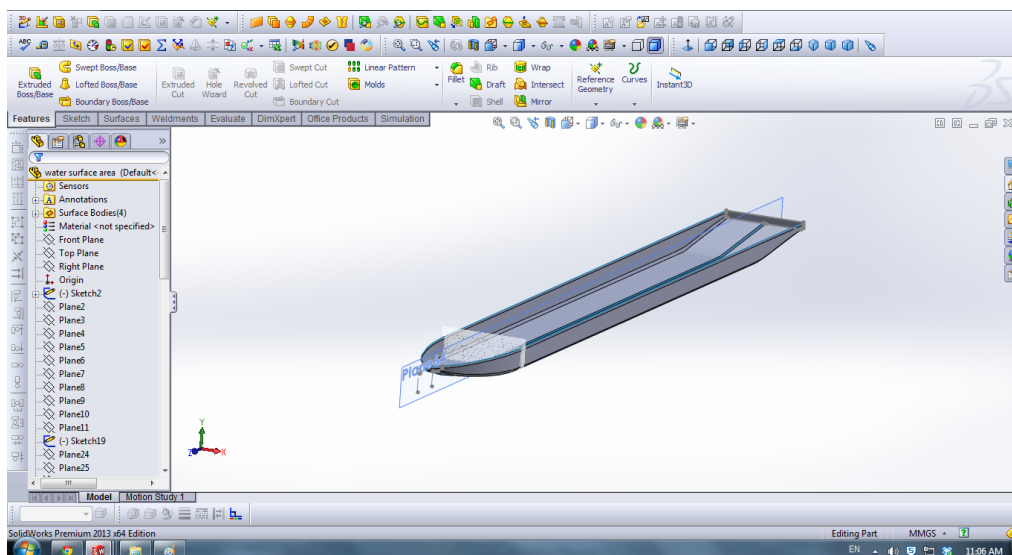 ABC
Extruded Boss/Base
Swept Boss/Base
Lofted Boss/Base
Boundary Boss/Base
Extruded Cut
Hole Wizard
Revolved Cut
Swept Cut
Lofted Cut
Boundary Cut
Linear Pattern
Molds
Fillet
Rib
Draft
Shell
Wrap
Intersect
Mirror
Reference Geometry
Curves
Instant3D
Features Sketch Surfaces Weldments Evaluate DimXpert Office Products Simulation
water surface area (Default<
Sensors
Annotations
Surface Bodies(4)
Material <not specified>
Front Plane
Top Plane
Right Plane
Origin
(-) Sketch2
Plane2
Plane3
Plane4
Plane5
Plane6
Plane7
Plane8
Plane9
Plane10
Plane11
(-) Sketch19
Plane24
Plane25
Y
Z
X
Model Motion Study 1
SolidWorks Premium 2013 x64 Edition
Editing Part
MMGS
EN
11:06 AM